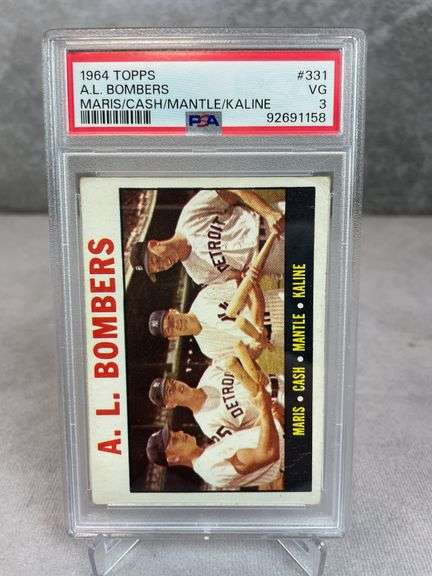 1964 TOPPS #331
A.L. BOMBERS VG
MARIS/CASH/MANTLE/KALINE 3
PSA 92691158
A. L. BOMBERS
DETROIT
DETROIT
MARIS • CASH • MANTLE • KALINE